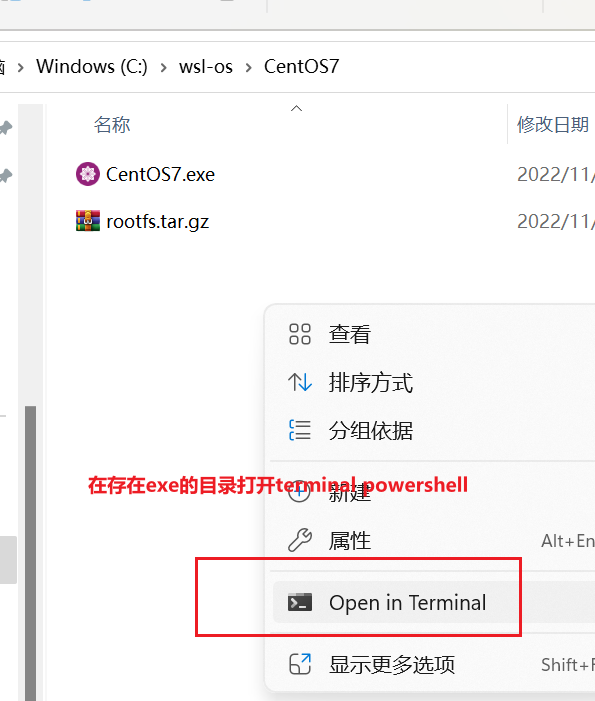 Windows (C:) › wsl-os › CentOS7
名称 修改日期
CentOS7.exe 2022/11/
rootfs.tar.gz 2022/11/
查看
排序方式
分组依据
在存在exe的目录打开terminal powershell
新建
属性 Alt+En
Open in Terminal
显示更多选项 Shift+F